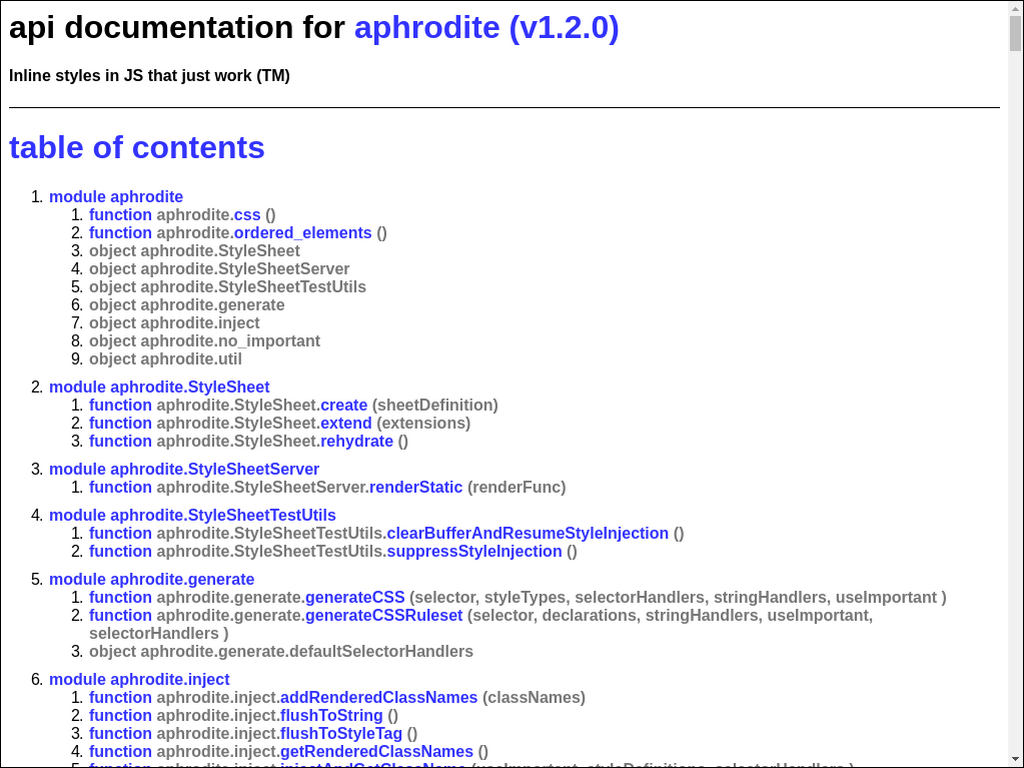 api documentation for aphrodite (v1.2.0)
Inline styles in JS that just work (TM)
table of contents
1. module aphrodite
1. function aphrodite.css ()
2. function aphrodite.ordered_elements ()
3. object aphrodite.StyleSheet
4. object aphrodite.StyleSheetServer
5. object aphrodite.StyleSheetTestUtils
6. object aphrodite.generate
7. object aphrodite.inject
8. object aphrodite.no_important
9. object aphrodite.util
2. module aphrodite.StyleSheet
1. function aphrodite.StyleSheet.create (sheetDefinition)
2. function aphrodite.StyleSheet.extend (extensions)
3. function aphrodite.StyleSheet.rehydrate ()
3. module aphrodite.StyleSheetServer
1. function aphrodite.StyleSheetServer.renderStatic (renderFunc)
4. module aphrodite.StyleSheetTestUtils
1. function aphrodite.StyleSheetTestUtils.clearBufferAndResumeStyleInjection ()
2. function aphrodite.StyleSheetTestUtils.suppressStyleInjection ()
5. module aphrodite.generate
1. function aphrodite.generate.generateCSS (selector, styleTypes, selectorHandlers, stringHandlers, useImportant )
2. function aphrodite.generate.generateCSSRuleset (selector, declarations, stringHandlers, useImportant,
selectorHandlers )
3. object aphrodite.generate.defaultSelectorHandlers
6. module aphrodite.inject
1. function aphrodite.inject.addRenderedClassNames (classNames)
2. function aphrodite.inject.flushToString ()
3. function aphrodite.inject.flushToStyleTag ()
4. function aphrodite.inject.getRenderedClassNames ()
5. function aphrodite.inject.injectAndGetClassName (useImportant, styleDefinitions, selectorHandlers )